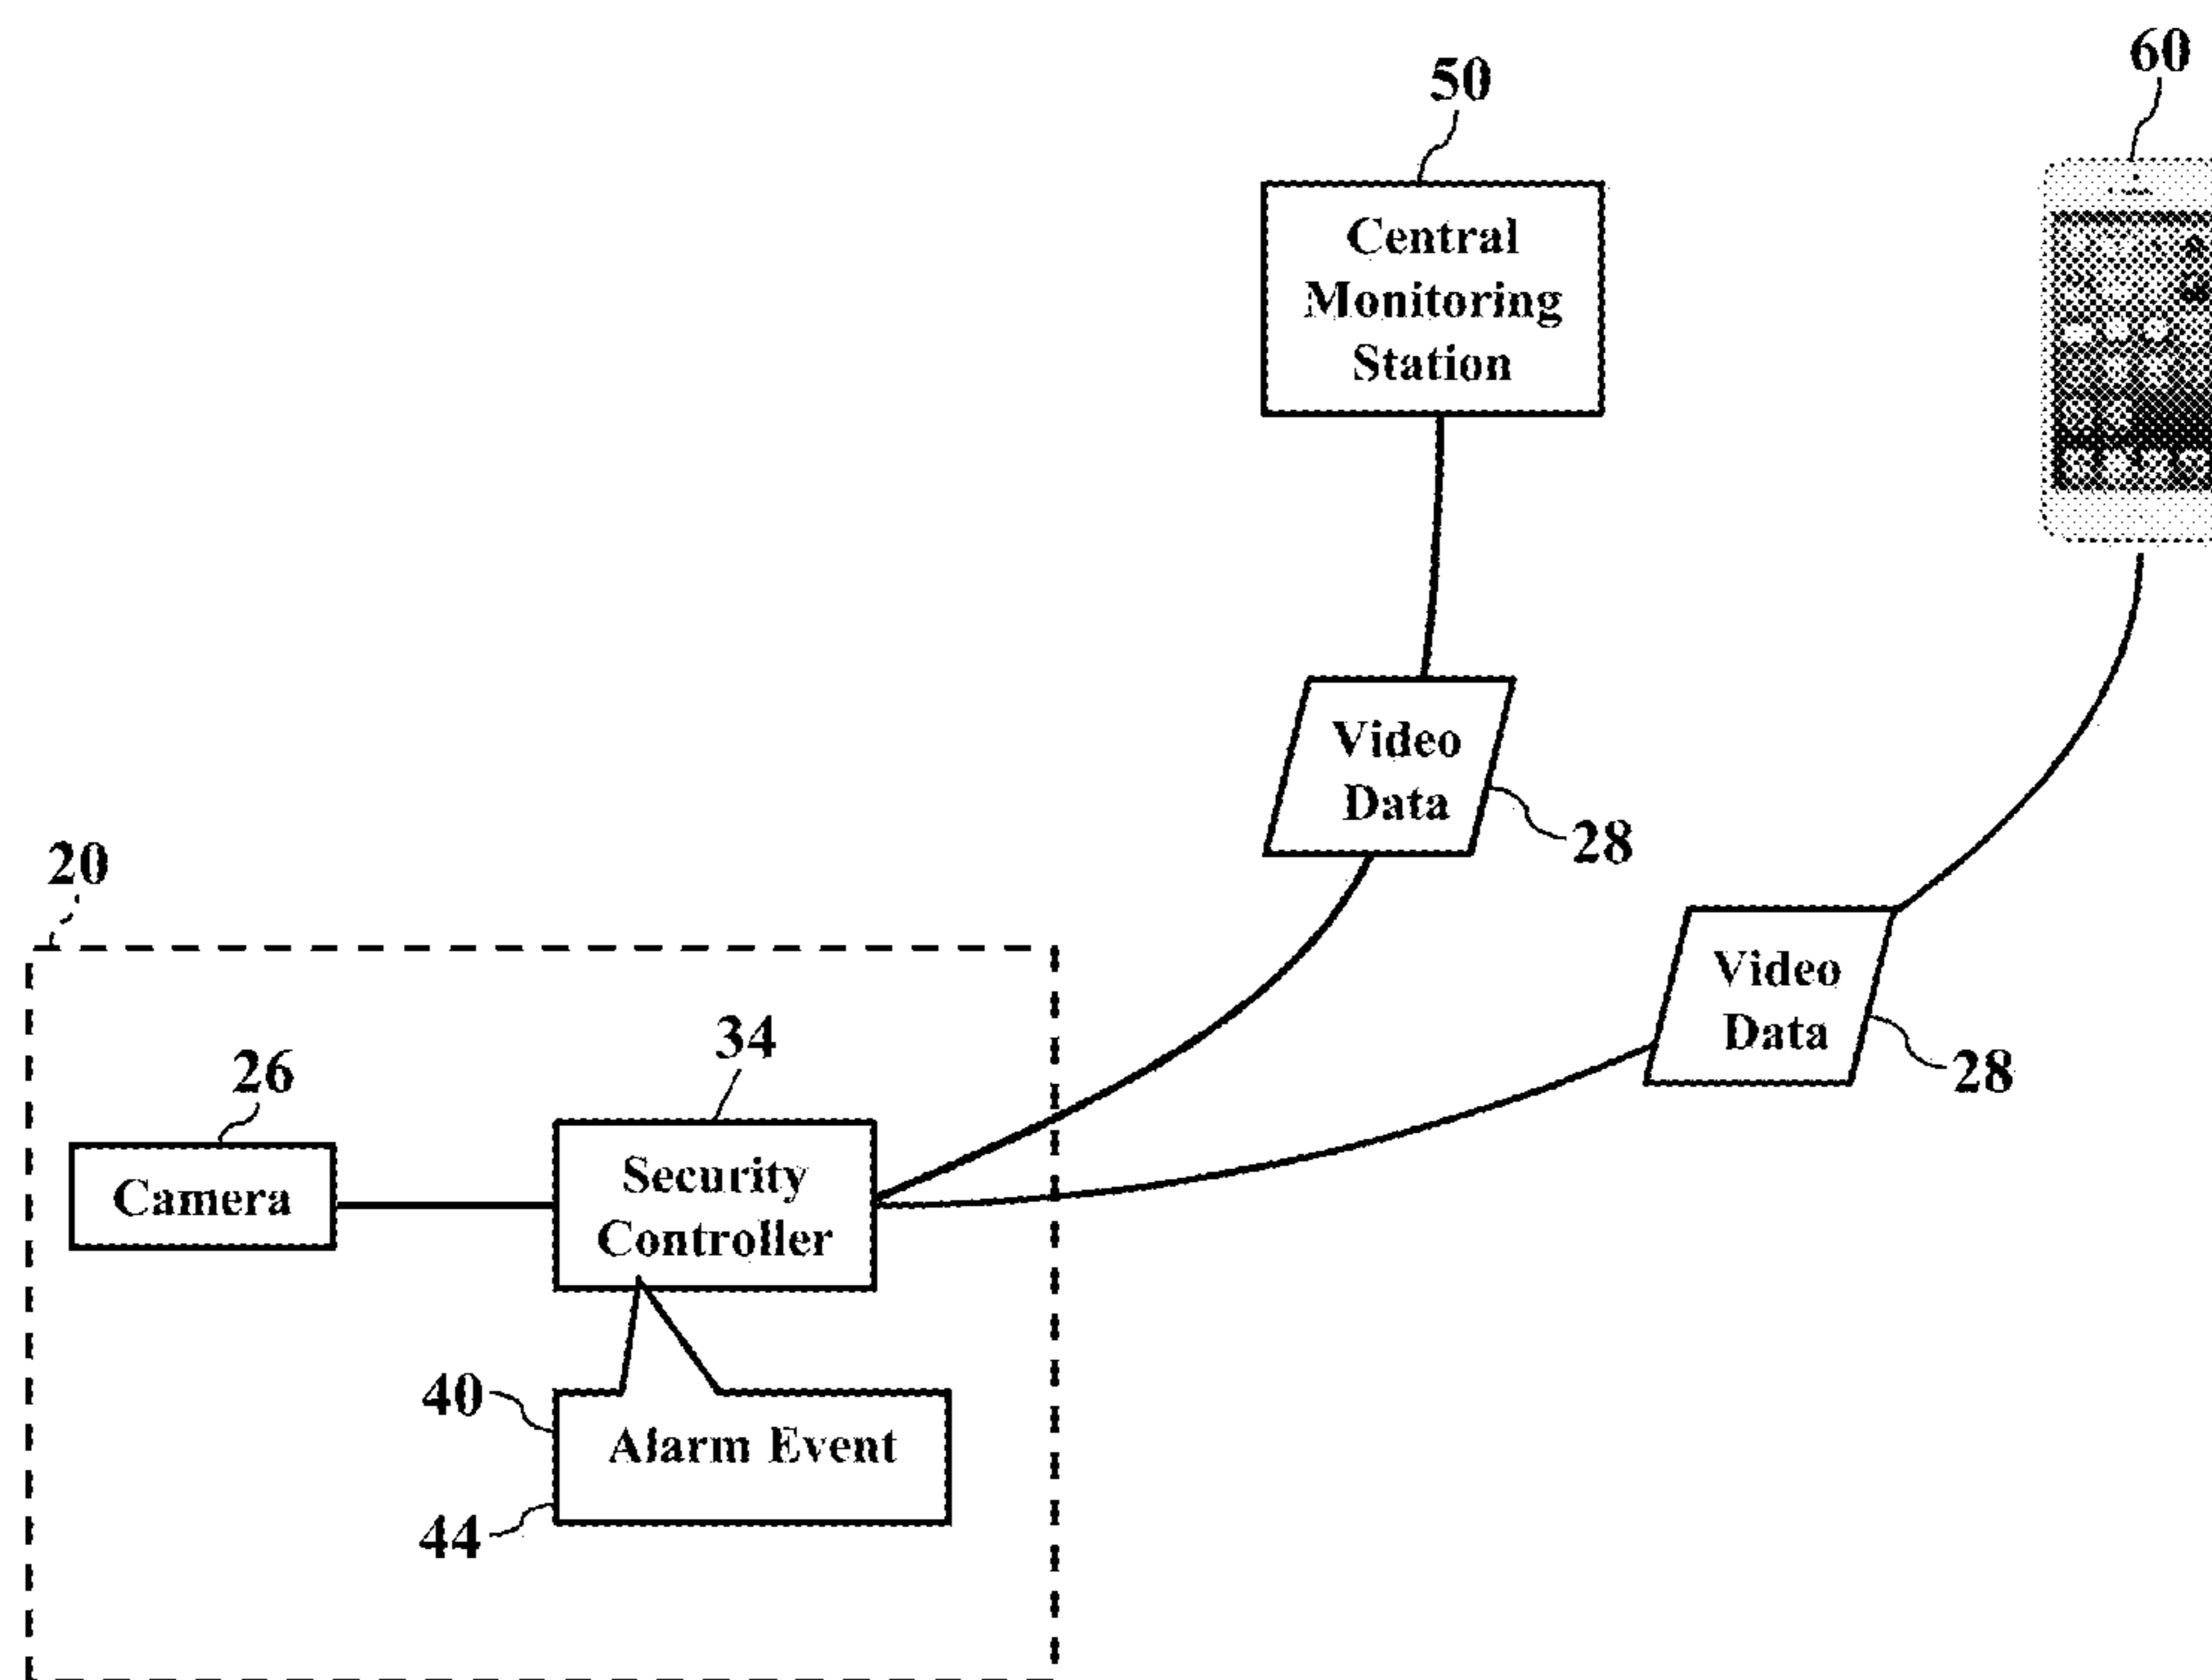 60
50
Central
Monitoring
Station
Video
Data
28
20
Video
Data
28
34
26
Security
Controller
Camera
40
Alarm Event
44